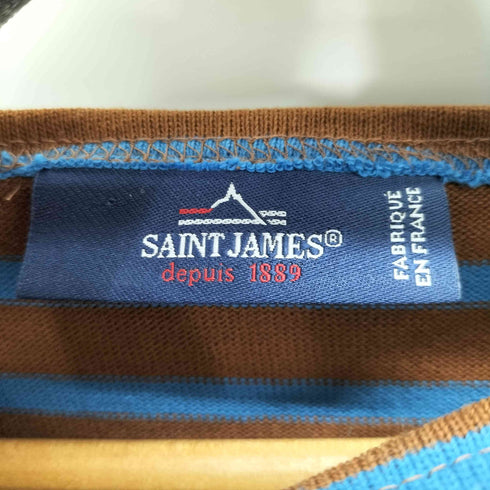 SAINT JAMES®
depuis 1889
FABRIQUÉ
EN FRANCE